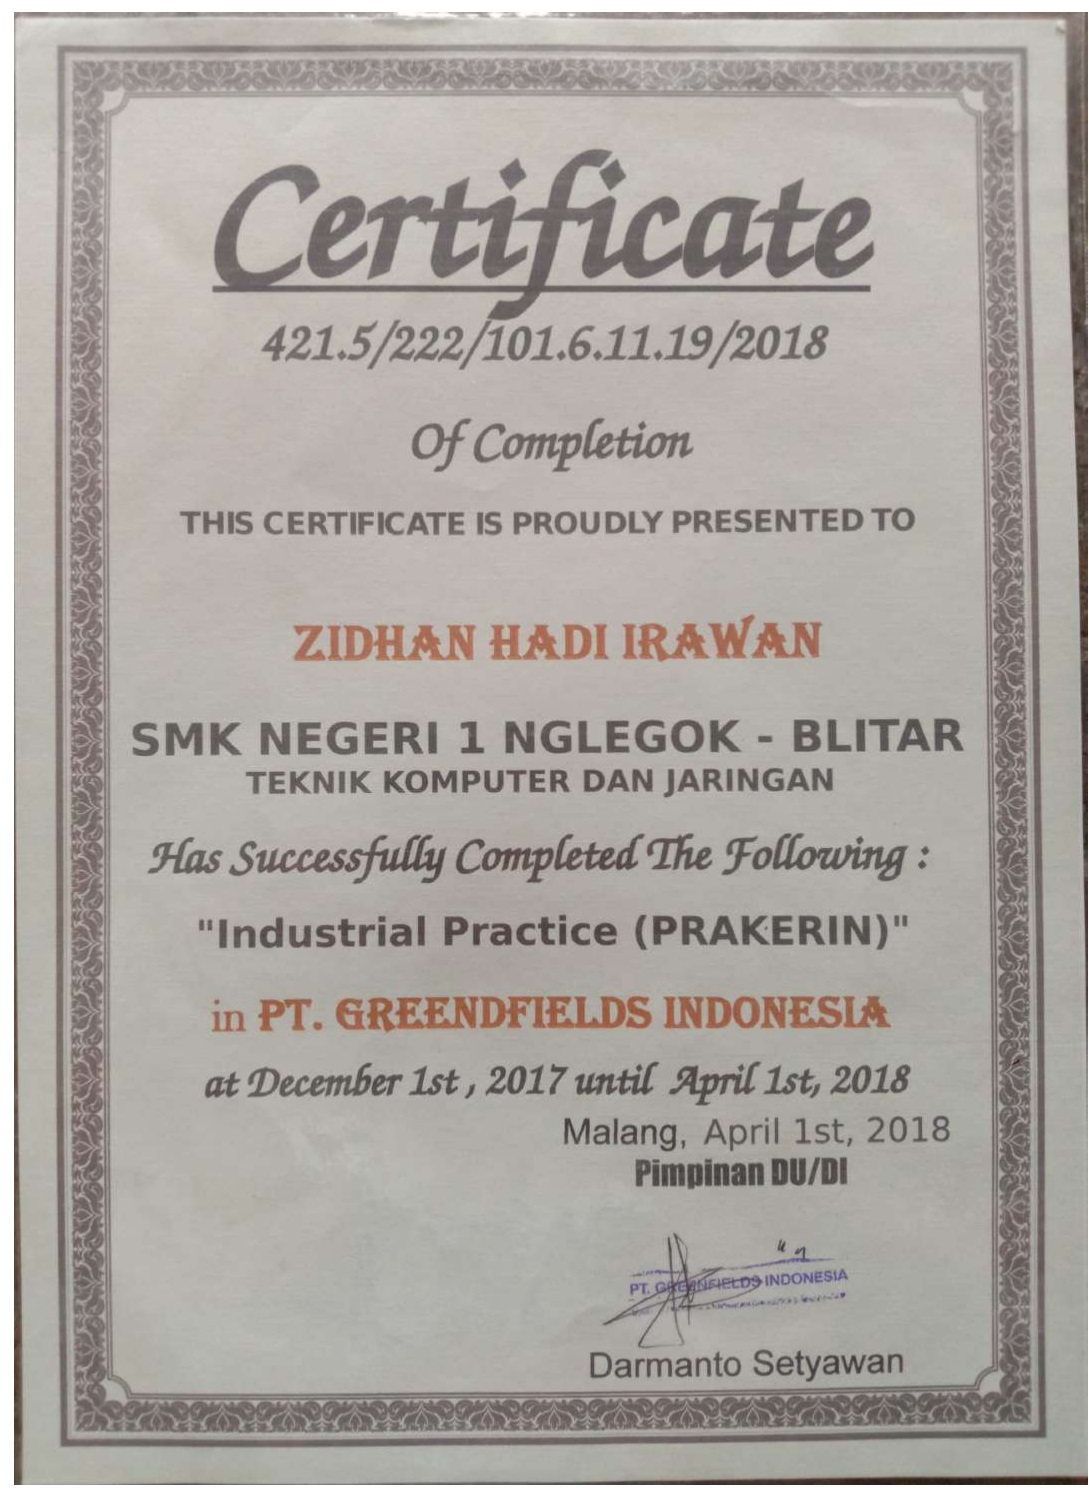 Certificate
421.5/222/101.6.11.19/2018
Of Completion
THIS CERTIFICATE IS PROUDLY PRESENTED TO
ZIDHAN HADI IRAWAN
SMK NEGERI 1 NGLEGOK - BLITAR
TEKNIK KOMPUTER DAN JARINGAN
Has Successfully Completed The Following :
"Industrial Practice (PRAKERIN)"
in PT. GREENDFIELDS INDONESIA
at December 1st , 2017 until April 1st, 2018
Malang, April 1st, 2018
Pimpinan DU/DI
PT. GREENFIELDS INDONESIA
Darmanto Setyawan